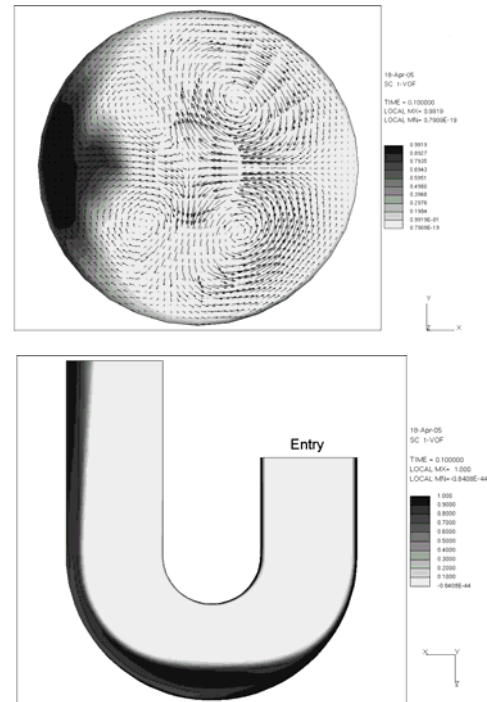 18-Apr-05
SC 1-VOF
TIME = 0.100000
LOCAL MX= 0.9919
LOCAL MN= 0.7909E-19
0.9919
0.8927
0.7935
0.6943
0.5951
0.4960
0.3968
0.2976
0.1984
0.9919E-01
0.7909E-19
Y
Z
X
Entry
18-Apr-05
SC 1-VOF
TIME = 0.100000
LOCAL MX= 1.000
LOCAL MN=-0.8408E-44
1.000
0.9000
0.8000
0.7000
0.6000
0.5000
0.4000
0.3000
0.2000
0.1000
-0.8408E-44
X
Y
Z